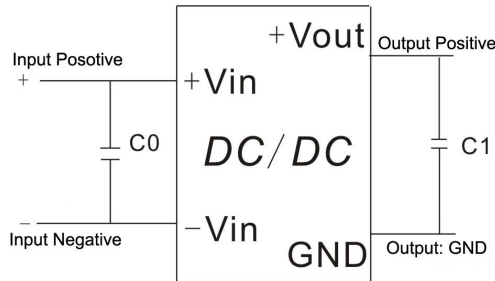 +Vout
Output Positive
Input Posotive
+
+Vin
C0
DC/DC
C1
−
−Vin
Input Negative
GND
Output: GND